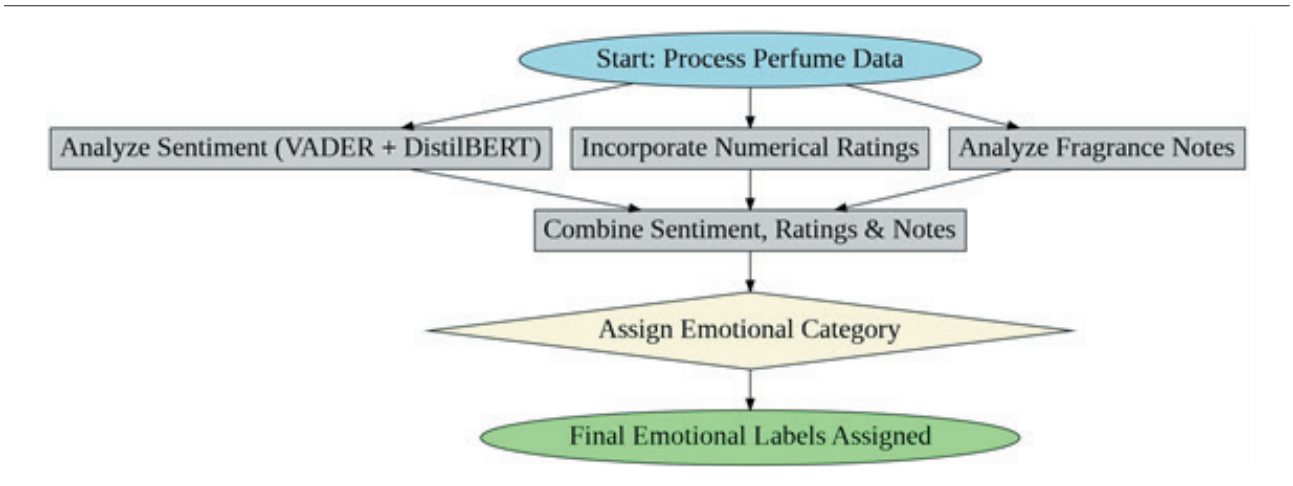 Start: Process Perfume Data
Analyze Sentiment (VADER + DistilBERT)
Incorporate Numerical Ratings
Analyze Fragrance Notes
Combine Sentiment, Ratings & Notes
Assign Emotional Category
Final Emotional Labels Assigned